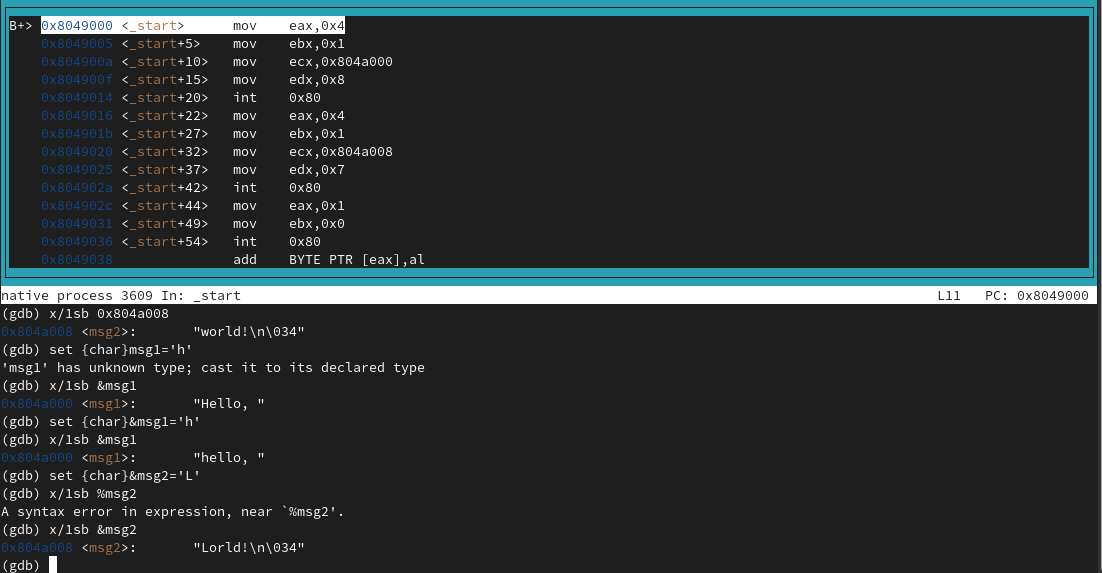 B+> 0x8049000 <_start> mov eax,0x4
0x8049005 <_start+5> mov ebx,0x1
0x804900a <_start+10> mov ecx,0x804a000
0x804900f <_start+15> mov edx,0x8
0x8049014 <_start+20> int 0x80
0x8049016 <_start+22> mov eax,0x4
0x804901b <_start+27> mov ebx,0x1
0x8049020 <_start+32> mov ecx,0x804a008
0x8049025 <_start+37> mov edx,0x7
0x804902a <_start+42> int 0x80
0x804902c <_start+44> mov eax,0x1
0x8049031 <_start+49> mov ebx,0x0
0x8049036 <_start+54> int 0x80
0x8049038 add BYTE PTR [eax],al
native process 3609 In: _start L11 PC: 0x8049000
(gdb) x/1sb 0x804a008
0x804a008 <msg2>: "world!\n\034"
(gdb) set {char}msg1='h'
'msg1' has unknown type; cast it to its declared type
(gdb) x/1sb &msg1
0x804a000 <msg1>: "Hello, "
(gdb) set {char}&msg1='h'
(gdb) x/1sb &msg1
0x804a000 <msg1>: "hello, "
(gdb) set {char}&msg2='L'
(gdb) x/1sb %msg2
A syntax error in expression, near `%msg2'.
(gdb) x/1sb &msg2
0x804a008 <msg2>: "Lorld!\n\034"
(gdb)